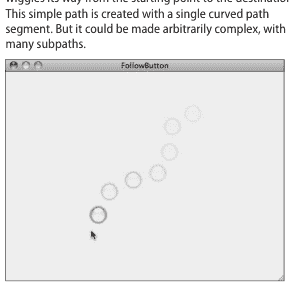 wiggles its way from the starting point to the destination
This simple path is created with a single curved path
segment. But it could be made arbitrarily complex, with
many subpaths.
FollowButton